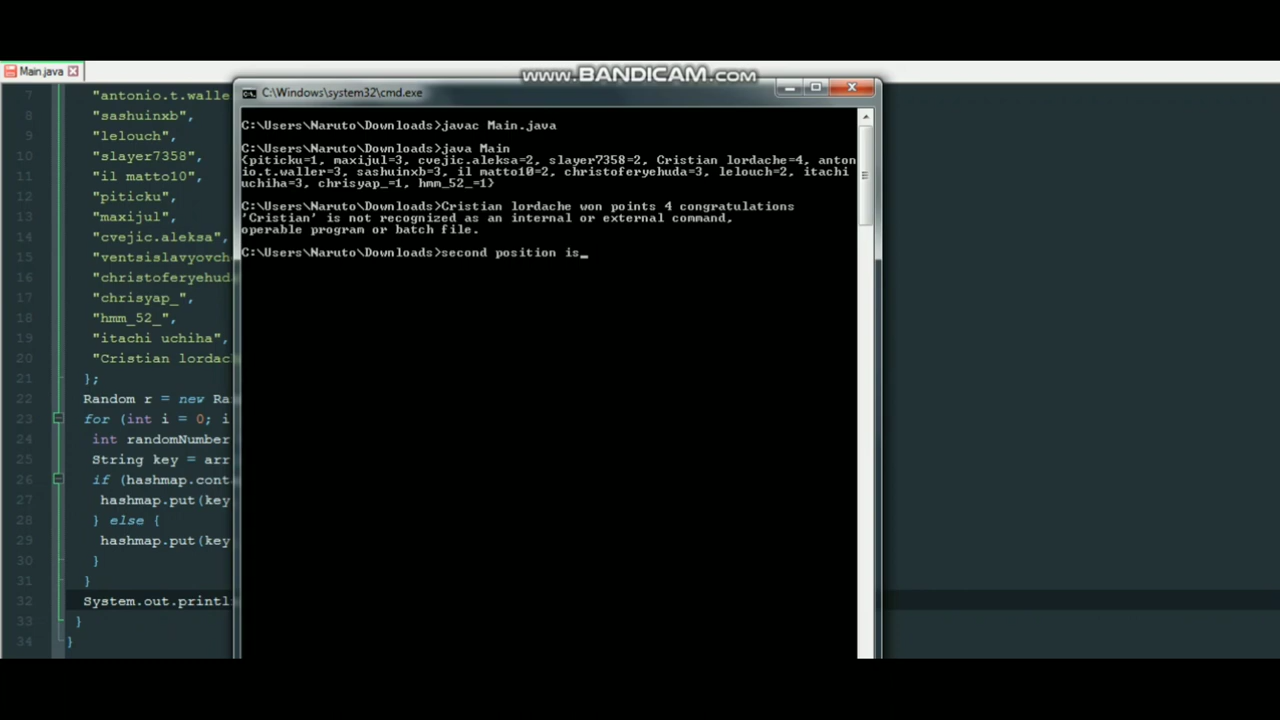 www.BANDICAM.com
Main.java
C:\Windows\system32\cmd.exe
7 "antonio.t.walle
8 "sashuinxb",
9 "lelouch",
10 "slayer7358",
11 "il matto10",
12 "piticku",
13 "maxijul",
14 "cvejic.aleksa",
15 "ventsislavyovch
16 "christoferyehuda
17 "chrisyap_",
18 "hmm_52_",
19 "itachi uchiha",
20 "Cristian lordach
21 };
22 Random r = new Ra
23 for (int i = 0; i
24 int randomNumber
25 String key = arr
26 if (hashmap.cont
27 hashmap.put(key
28 } else {
29 hashmap.put(key
30 }
31 }
32 System.out.printl
33 }
34 }
C:\Users\Naruto\Downloads>javac Main.java
C:\Users\Naruto\Downloads>java Main
{piticku=1, maxijul=3, cvejic.aleksa=2, slayer7358=2, Cristian lordache=4, anton
io.t.waller=3, sashuinxb=3, il matto10=2, christoferyehuda=3, lelouch=2, itachi
uchiha=3, chrisyap_=1, hmm_52_=1}
C:\Users\Naruto\Downloads>Cristian lordache won points 4 congratulations
'Cristian' is not recognized as an internal or external command,
operable program or batch file.
C:\Users\Naruto\Downloads>second position is_